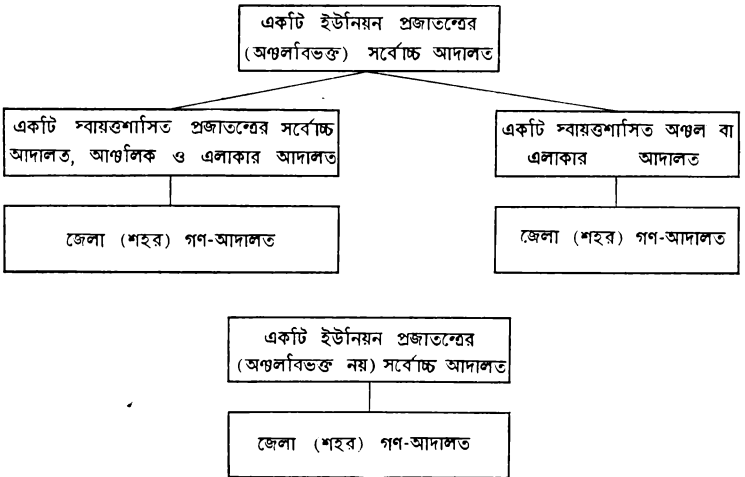 একটি ইউনিয়ন প্রজাতন্ত্রের
(অঞ্চলবিভক্ত) সর্বোচ্চ আদালত
একটি স্বায়ত্তশাসিত প্রজাতন্ত্রের সর্বোচ্চ
আদালত, আঞ্চলিক ও এলাকার আদালত
একটি স্বায়ত্তশাসিত অঞ্চল বা
এলাকার আদালত
জেলা (শহর) গণ-আদালত
জেলা (শহর) গণ-আদালত
একটি ইউনিয়ন প্রজাতন্ত্রের
(অঞ্চলবিভক্ত নয়) সর্বোচ্চ আদালত
জেলা (শহর) গণ-আদালত